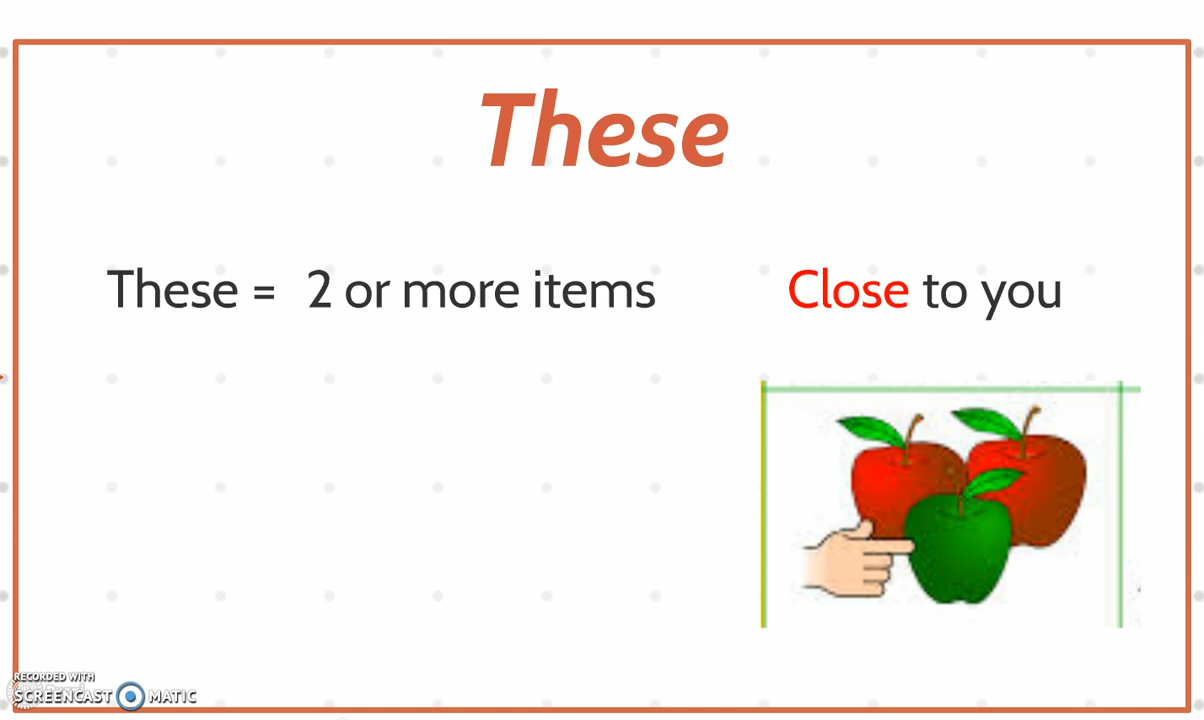 These
These = 2 or more items
Close to you
RECORDED WITH
SCREENCAST MATIC